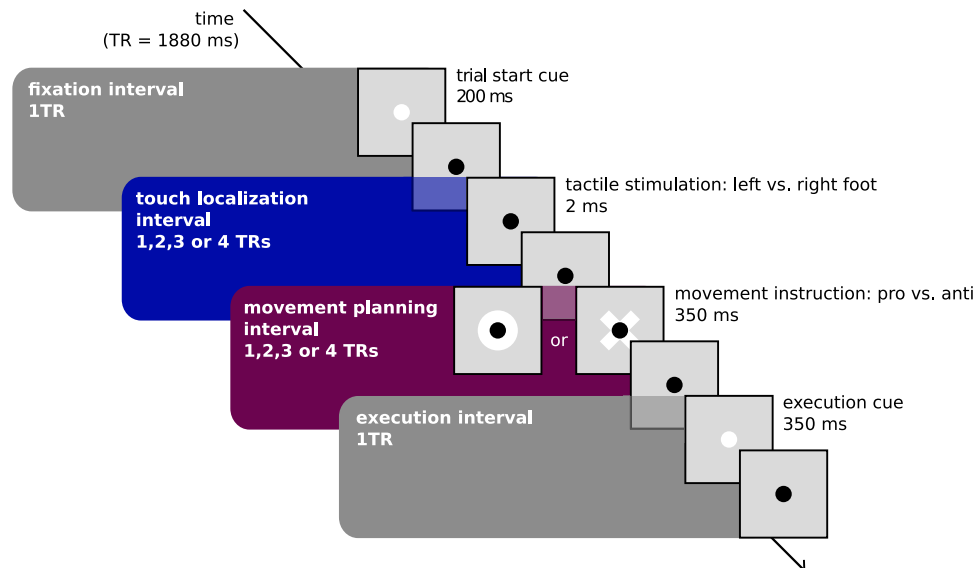 time
(TR = 1880 ms)
fixation interval
1TR
trial start cue
200 ms
touch localization
interval
1,2,3 or 4 TRs
tactile stimulation: left vs. right foot
2 ms
movement planning
interval
1,2,3 or 4 TRs
or
movement instruction: pro vs. anti
350 ms
execution interval
1TR
execution cue
350 ms